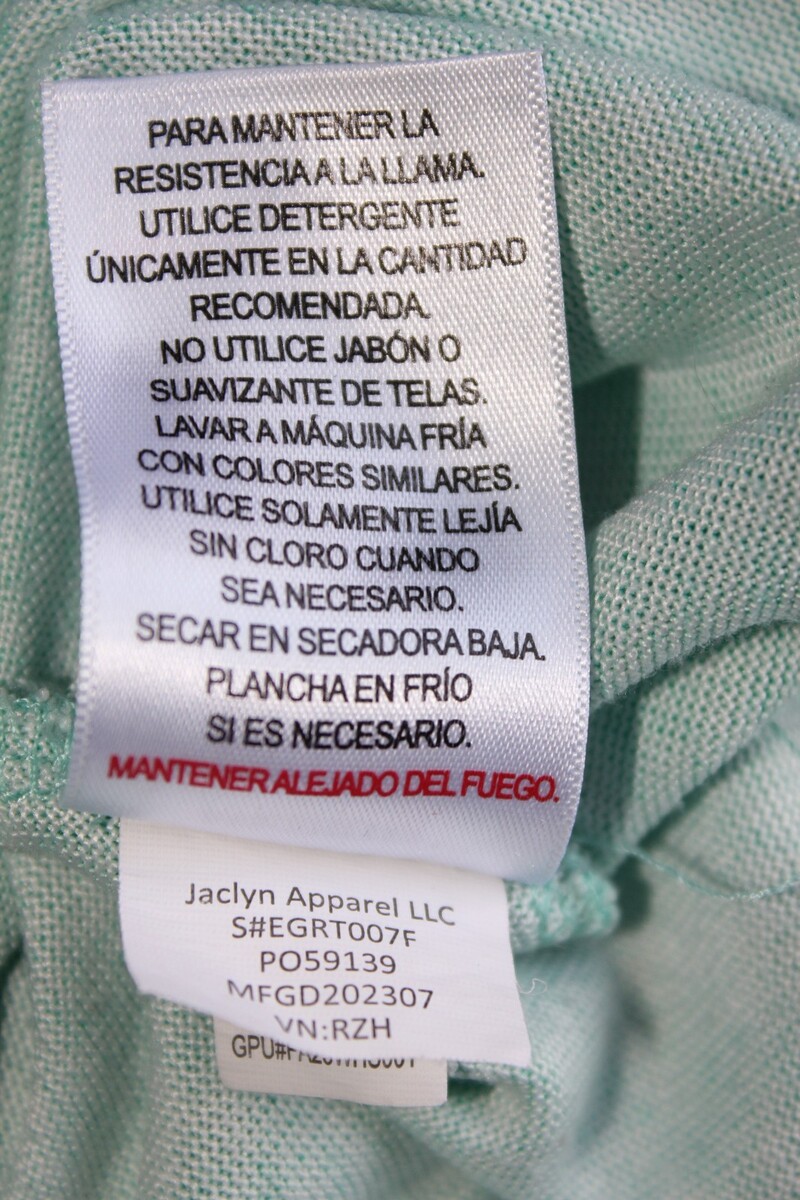 PARA MANTENER LA
RESISTENCIA A LA LLAMA.
UTILICE DETERGENTE
ÚNICAMENTE EN LA CANTIDAD
RECOMENDADA.
NO UTILICE JABÓN O
SUAVIZANTE DE TELAS.
LAVAR A MÁQUINA FRÍA
CON COLORES SIMILARES.
UTILICE SOLAMENTE LEJÍA
SIN CLORO CUANDO
SEA NECESARIO.
SECAR EN SECADORA BAJA.
PLANCHA EN FRÍO
SI ES NECESARIO.
MANTENER ALEJADO DEL FUEGO.
Jaclyn Apparel LLC
S#EGRT007F
PO59139
MFGD202307
VN:RZH